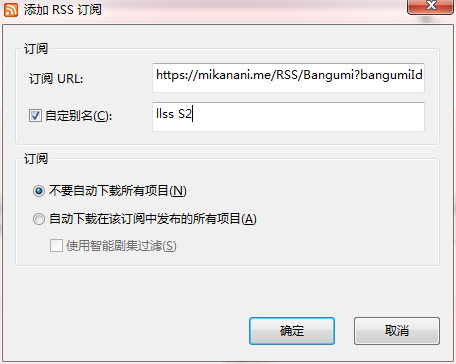 添加 RSS 订阅
订阅
订阅 URL:
https://mikanani.me/RSS/Bangumi?bangumiId
自定别名(C):
llss S2
订阅
不要自动下载所有项目(N)
自动下载在该订阅中发布的所有项目(A)
使用智能剧集过滤(S)
确定
取消